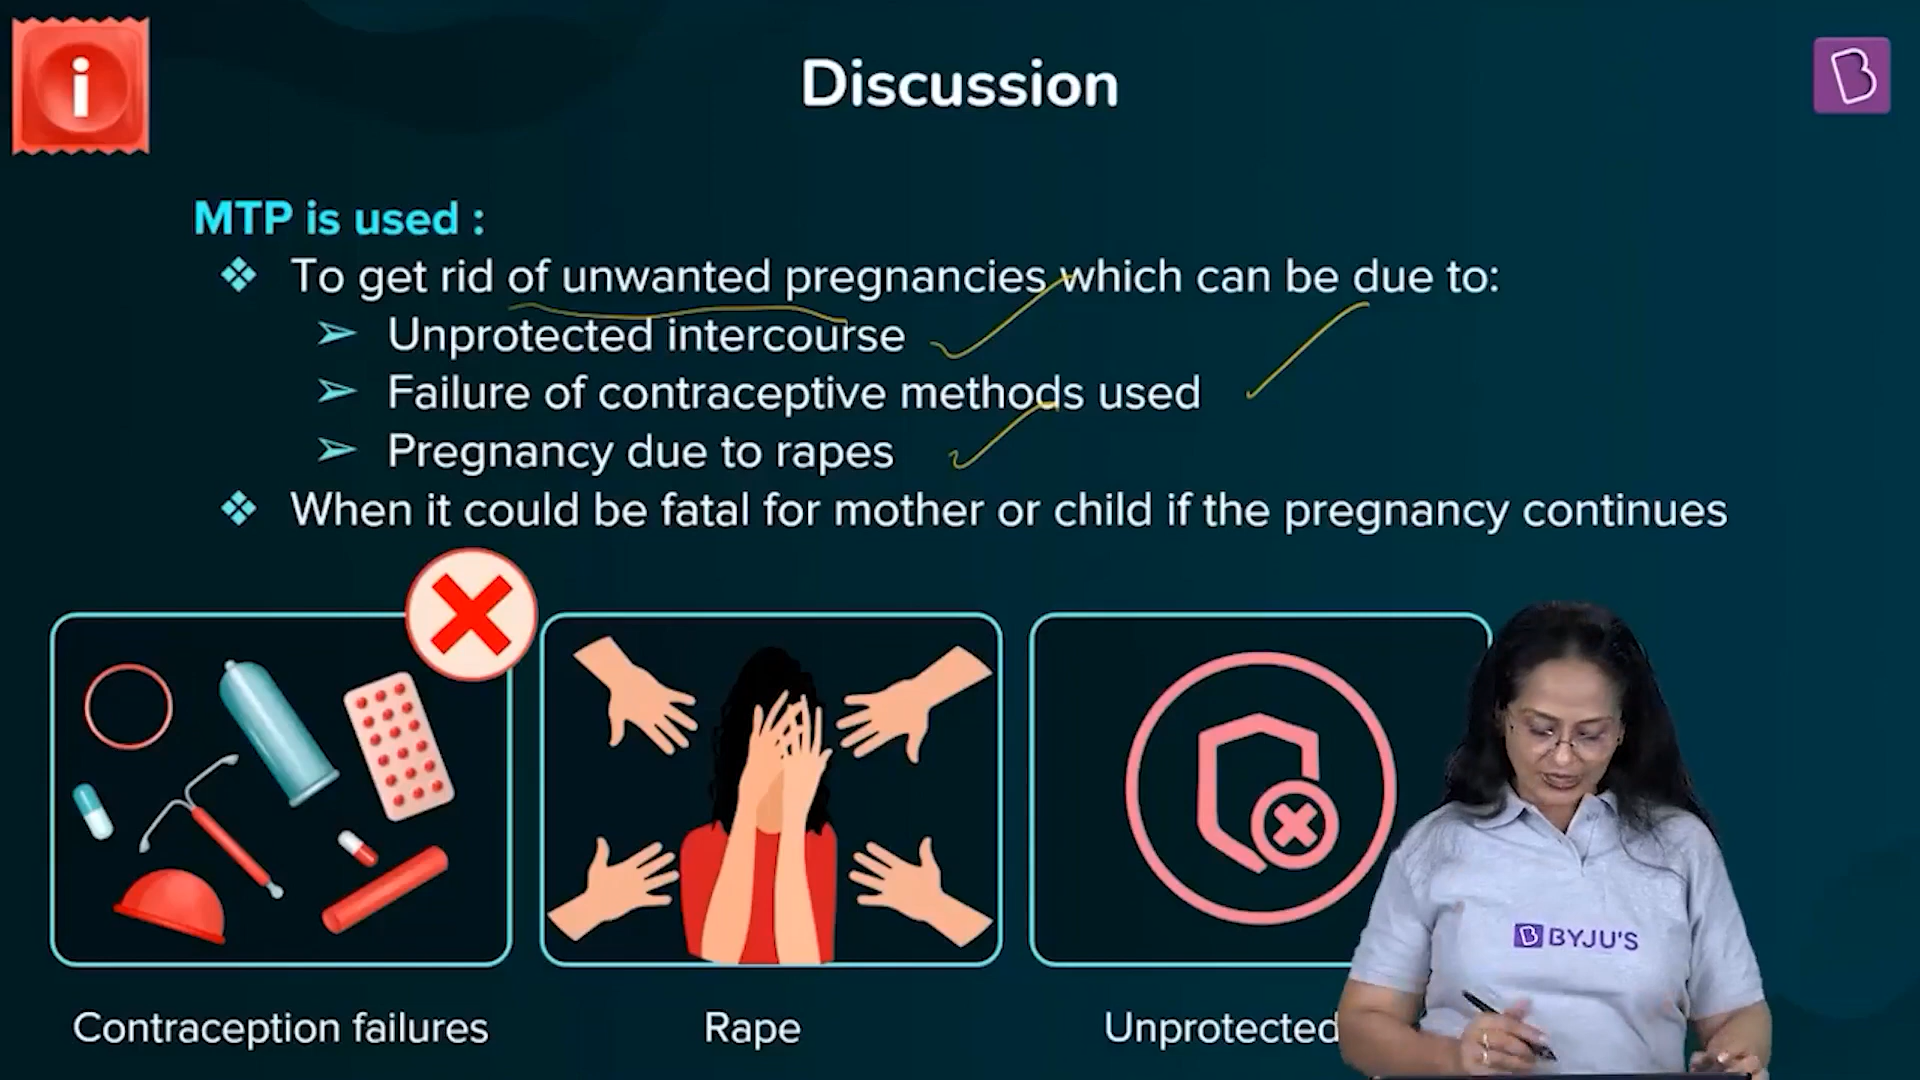 i
Discussion
B
MTP is used :
❖ To get rid of unwanted pregnancies which can be due to:
➢ Unprotected intercourse
➢ Failure of contraceptive methods used
➢ Pregnancy due to rapes
❖ When it could be fatal for mother or child if the pregnancy continues
B BYJU'S
Contraception failures
Rape
Unprotected